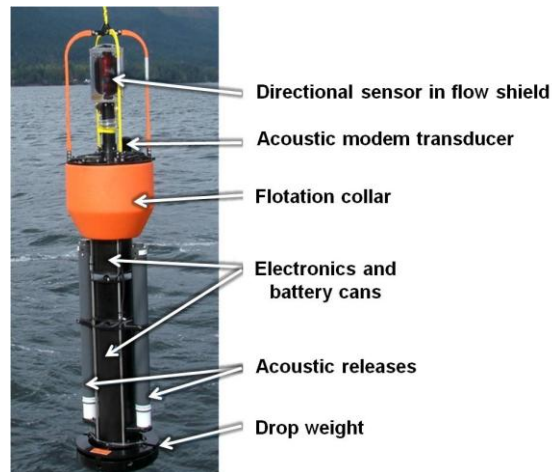 Directional sensor in flow shield
Acoustic modem transducer
Flotation collar
Electronics and
battery cans
Acoustic releases
Drop weight